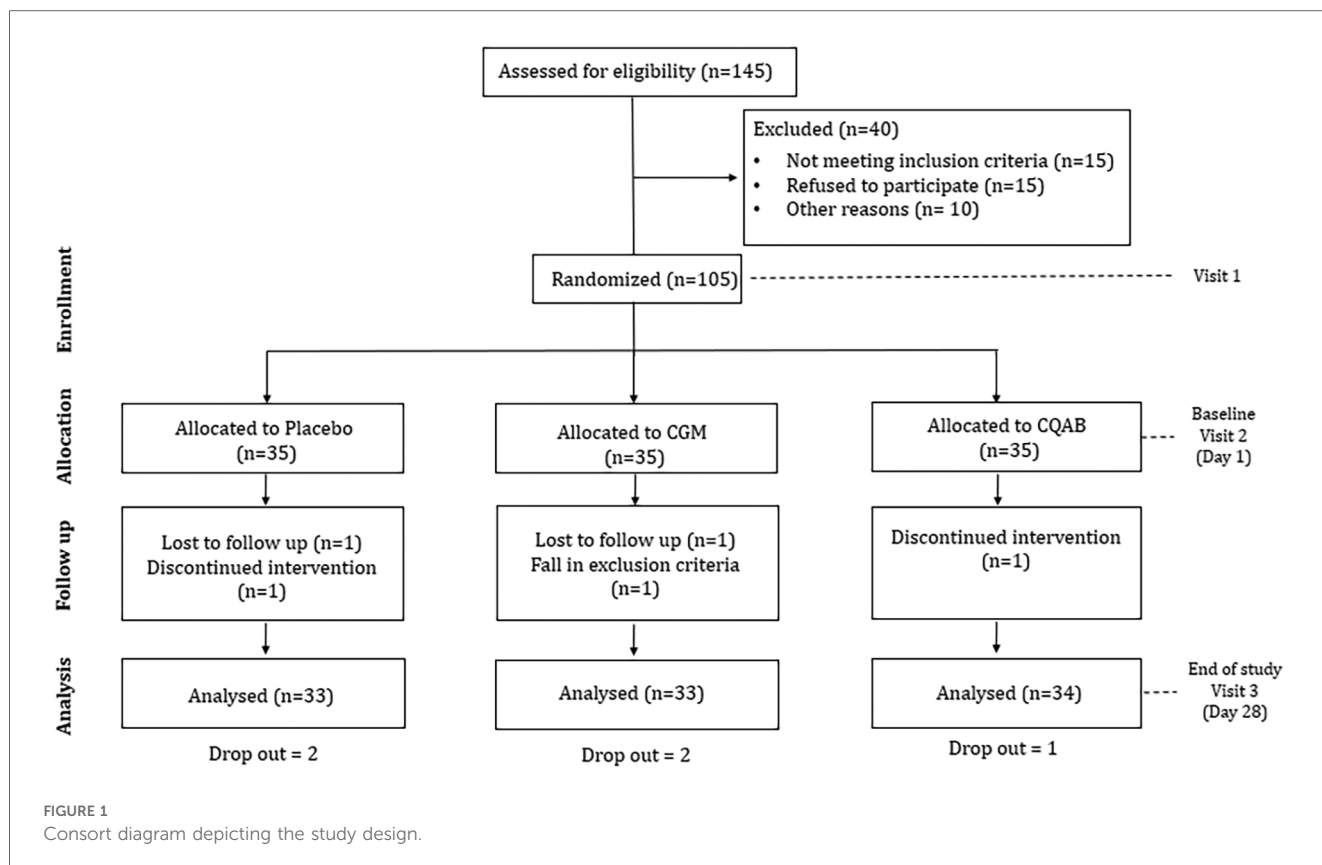 Assessed for eligibility (n=145)
Excluded (n=40)
• Not meeting inclusion criteria (n=15)
• Refused to participate (n=15)
• Other reasons (n= 10)
Enrollment
Randomized (n=105)
Visit 1
Allocation
Allocated to Placebo
(n=35)
Allocated to CGM
(n=35)
Allocated to CQAB
(n=35)
Baseline
Visit 2
(Day 1)
Follow up
Lost to follow up (n=1)
Discontinued intervention
(n=1)
Lost to follow up (n=1)
Fall in exclusion criteria
(n=1)
Discontinued intervention
(n=1)
Analysis
Analysed (n=33)
Analysed (n=33)
Analysed (n=34)
End of study
Visit 3
(Day 28)
Drop out = 2
Drop out = 2
Drop out = 1
FIGURE 1
Consort diagram depicting the study design.